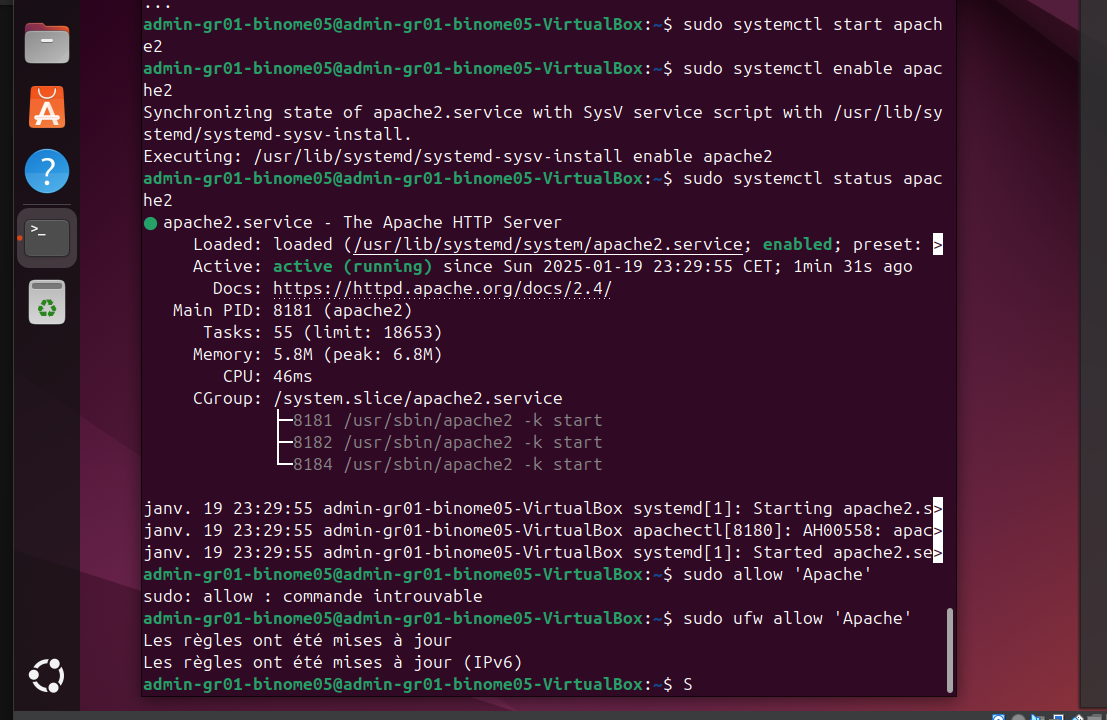 ...
admin-gr01-binome05@admin-gr01-binome05-VirtualBox:~$ sudo systemctl start apach
e2
admin-gr01-binome05@admin-gr01-binome05-VirtualBox:~$ sudo systemctl enable apac
he2
Synchronizing state of apache2.service with SysV service script with /usr/lib/sy
stemd/systemd-sysv-install.
Executing: /usr/lib/systemd/systemd-sysv-install enable apache2
admin-gr01-binome05@admin-gr01-binome05-VirtualBox:~$ sudo systemctl status apac
he2
● apache2.service - The Apache HTTP Server
Loaded: loaded (/usr/lib/systemd/system/apache2.service; enabled; preset: >
Active: active (running) since Sun 2025-01-19 23:29:55 CET; 1min 31s ago
Docs: https://httpd.apache.org/docs/2.4/
Main PID: 8181 (apache2)
Tasks: 55 (limit: 18653)
Memory: 5.8M (peak: 6.8M)
CPU: 46ms
CGroup: /system.slice/apache2.service
├─8181 /usr/sbin/apache2 -k start
├─8182 /usr/sbin/apache2 -k start
└─8184 /usr/sbin/apache2 -k start
janv. 19 23:29:55 admin-gr01-binome05-VirtualBox systemd[1]: Starting apache2.s>
janv. 19 23:29:55 admin-gr01-binome05-VirtualBox apachectl[8180]: AH00558: apac>
janv. 19 23:29:55 admin-gr01-binome05-VirtualBox systemd[1]: Started apache2.se>
admin-gr01-binome05@admin-gr01-binome05-VirtualBox:~$ sudo allow 'Apache'
sudo: allow : commande introuvable
admin-gr01-binome05@admin-gr01-binome05-VirtualBox:~$ sudo ufw allow 'Apache'
Les règles ont été mises à jour
Les règles ont été mises à jour (IPv6)
admin-gr01-binome05@admin-gr01-binome05-VirtualBox:~$ S